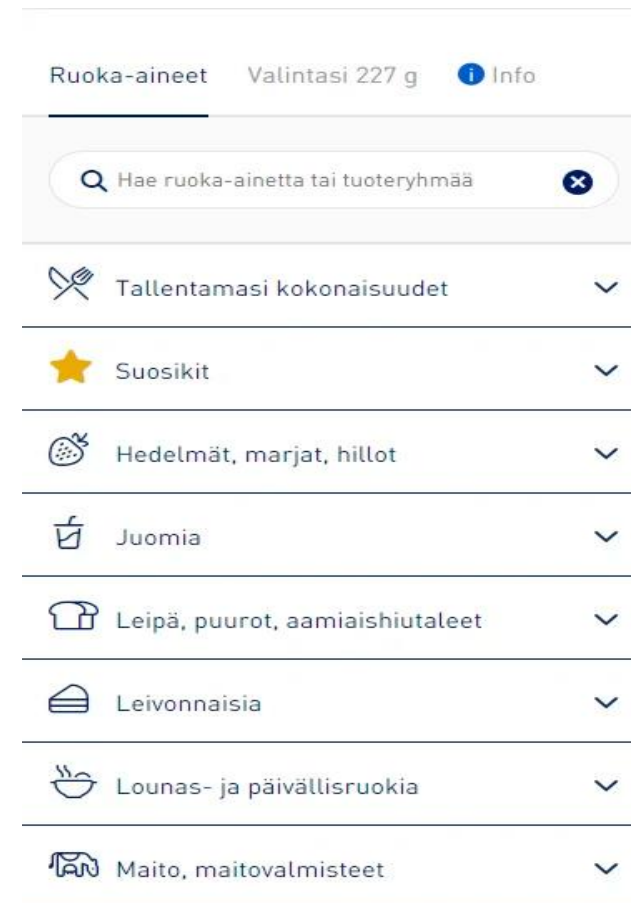 Ruoka-aineet Valintasi 227 g i Info
Hae ruoka-ainetta tai tuoteryhmää
Tallentamasi kokonaisuudet
Suosikit
Hedelmät, marjat, hillot
Juomia
Leipä, puurot, aamiaishiutaleet
Leivonnaisia
Lounas- ja päivällisruokia
Maito, maitovalmisteet